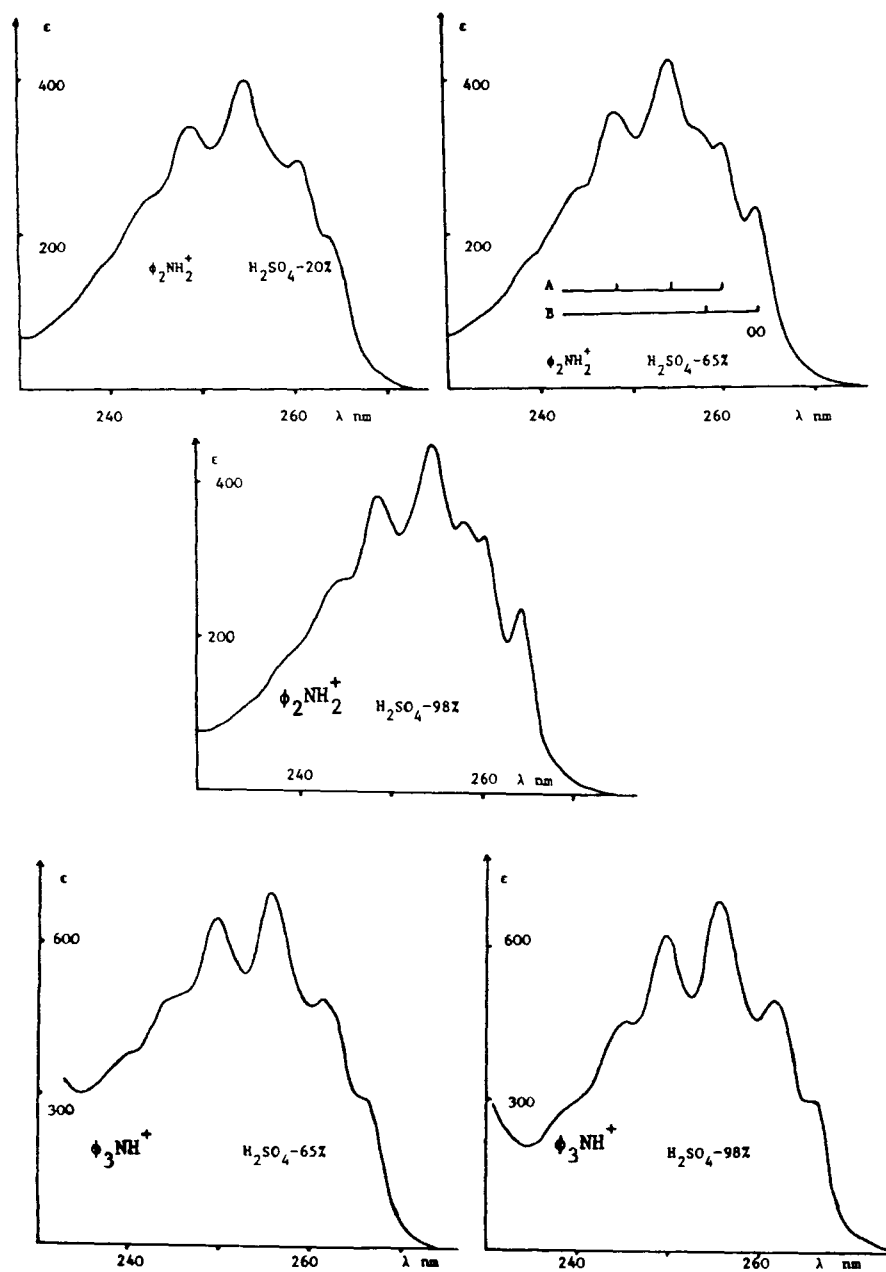 ε
400
200
ϕ₂NH₂⁺ H₂SO₄-20%
240 260 λ nm
ε
400
200
A
B
00
ϕ₂NH₂⁺ H₂SO₄-65%
240 260 λ nm
ε
400
200
ϕ₂NH₂⁺ H₂SO₄-98%
240 260 λ nm
ε
600
300
ϕ₃NH⁺ H₂SO₄-65%
240 260 λ nm
ε
600
300
ϕ₃NH⁺ H₂SO₄-98%
240 260 λ nm